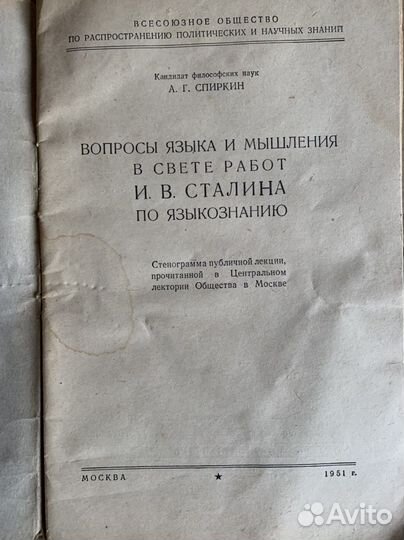 ВСЕСОЮЗНОЕ ОБЩЕСТВО
ПО РАСПРОСТРАНЕНИЮ ПОЛИТИЧЕСКИХ И НАУЧНЫХ ЗНАНИЙ
Кандидат философских наук
А. Г. СПИРКИН
ВОПРОСЫ ЯЗЫКА И МЫШЛЕНИЯ
В СВЕТЕ РАБОТ
И. В. СТАЛИНА
ПО ЯЗЫКОЗНАНИЮ
Стенограмма публичной лекции,
прочитанной в Центральном
лектории Общества в Москве
МОСКВА ★ 1951 г.
Avito